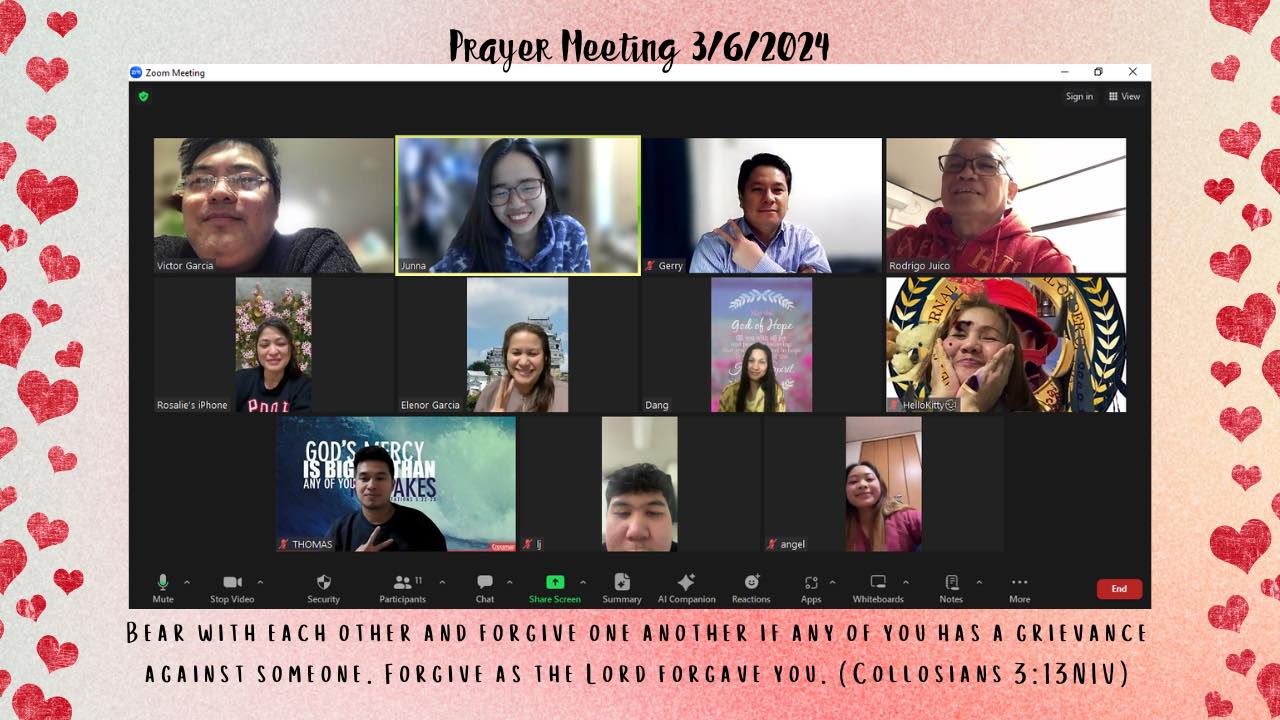 Prayer Meeting 3/6/2024
Zoom Meeting
Sign in View
Victor Garcia
Junna
Gerry
Rodrigo Juico
Rosalie's iPhone
Elenor Garcia
God of Hope
Dang
HelloKitty
GOD'S MERCY
IS BIG THAN
ANY OF YOU AKES
THOMAS
lj
angel
11
Mute Stop Video Security Participants Chat Share Screen Summary AI Companion Reactions Apps Whiteboards Notes More End
BEAR WITH EACH OTHER AND FORGIVE ONE ANOTHER IF ANY OF YOU HAS A GRIEVANCE
AGAINST SOMEONE. FORGIVE AS THE LORD FORGAVE YOU. (COLLOSIANS 3:13NIV)